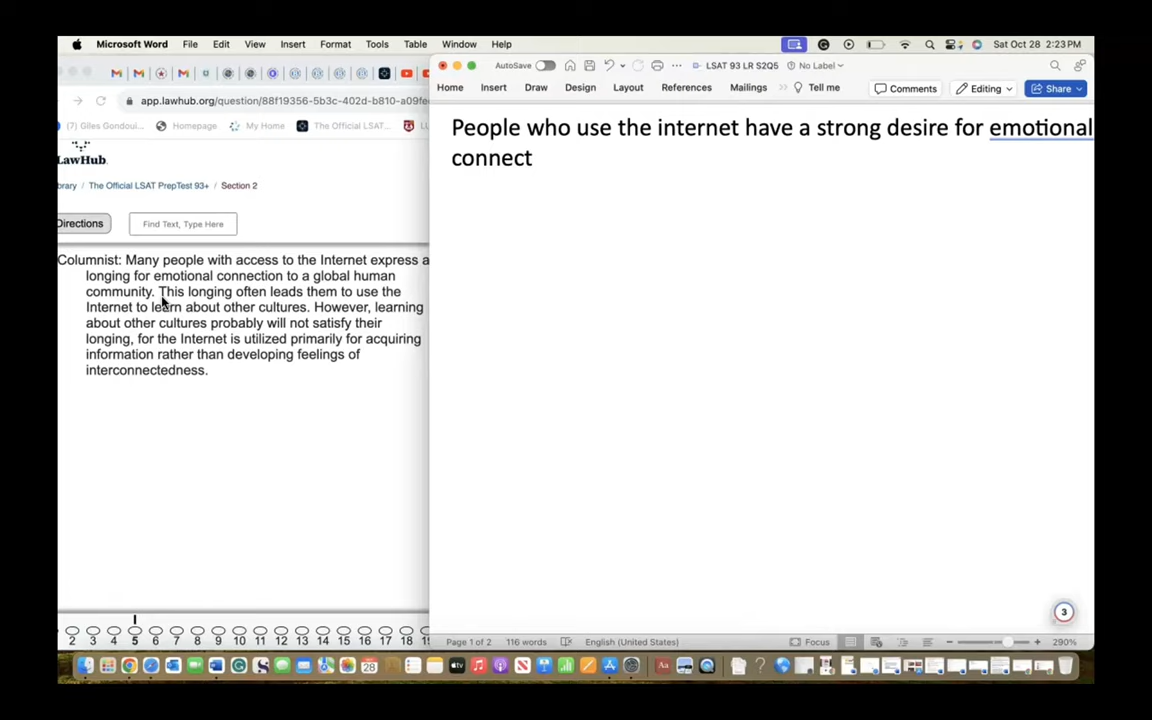 Microsoft Word File Edit View Insert Format Tools Table Window Help Sat Oct 28 2:23 PM
AutoSave LSAT 93 LR S2Q5 No Label
app.lawhub.org/question/88f19356-5b3c-402d-b810-a09fe
Home Insert Draw Design Layout References Mailings Tell me Comments Editing Share
(7) Giles Gondoui... Homepage My Home The Official LSAT...
LawHub
brary / The Official LSAT PrepTest 93+ / Section 2
Directions Find Text, Type Here
Columnist: Many people with access to the Internet express a
longing for emotional connection to a global human
community. This longing often leads them to use the
Internet to learn about other cultures. However, learning
about other cultures probably will not satisfy their
longing, for the Internet is utilized primarily for acquiring
information rather than developing feelings of
interconnectedness.
2 3 4 5 6 7 8 9 10 11 12 13 14 15 16 17 18
People who use the internet have a strong desire for emotional
connect
3
Page 1 of 2 116 words English (United States) Focus 290%
28